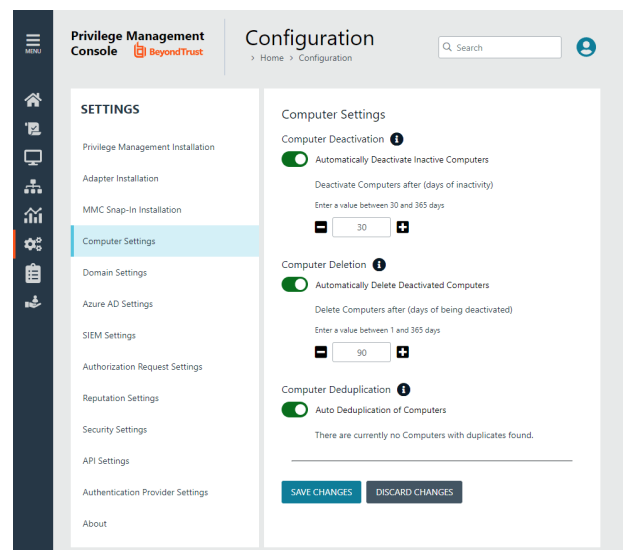 MENU
Privilege Management
Console BeyondTrust
Configuration
> Home > Configuration
Search
SETTINGS
Privilege Management Installation
Adapter Installation
MMC Snap-In Installation
Computer Settings
Domain Settings
Azure AD Settings
SIEM Settings
Authorization Request Settings
Reputation Settings
Security Settings
API Settings
Authentication Provider Settings
About
Computer Settings
Computer Deactivation
Automatically Deactivate Inactive Computers
Deactivate Computers after (days of inactivity)
Enter a value between 30 and 365 days
30
Computer Deletion
Automatically Delete Deactivated Computers
Delete Computers after (days of being deactivated)
Enter a value between 1 and 365 days
90
Computer Deduplication
Auto Deduplication of Computers
There are currently no Computers with duplicates found.
SAVE CHANGES DISCARD CHANGES